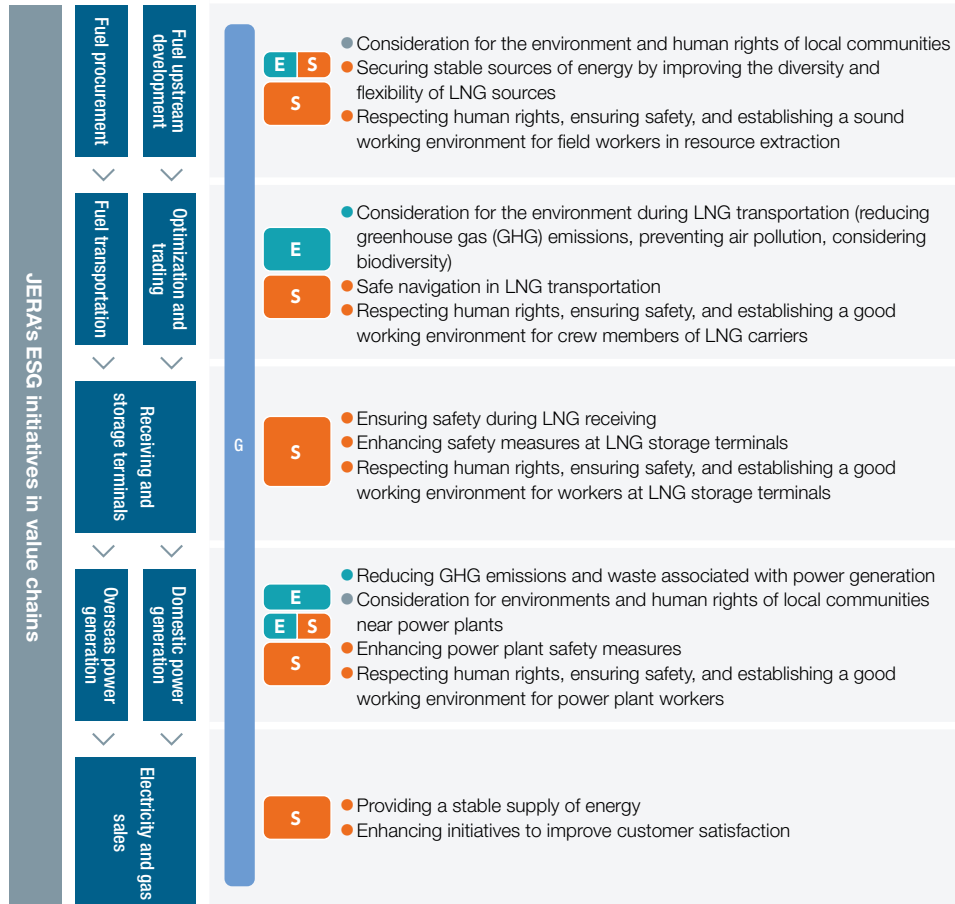 JERA's ESG initiatives in value chains
Fuel procurement
Fuel upstream
development
E S
S
Consideration for the environment and human rights of local communities
Securing stable sources of energy by improving the diversity and
flexibility of LNG sources
Respecting human rights, ensuring safety, and establishing a sound
working environment for field workers in resource extraction
Fuel transportation
Optimization and
trading
E
S
Consideration for the environment during LNG transportation (reducing
greenhouse gas (GHG) emissions, preventing air pollution, considering
biodiversity)
Safe navigation in LNG transportation
Respecting human rights, ensuring safety, and establishing a good
working environment for crew members of LNG carriers
Receiving and
storage terminals
G
S
Ensuring safety during LNG receiving
Enhancing safety measures at LNG storage terminals
Respecting human rights, ensuring safety, and establishing a good
working environment for workers at LNG storage terminals
Overseas power
generation
Domestic power
generation
E
E S
S
Reducing GHG emissions and waste associated with power generation
Consideration for environments and human rights of local communities
near power plants
Enhancing power plant safety measures
Respecting human rights, ensuring safety, and establishing a good
working environment for power plant workers
Electricity and gas
sales
S
Providing a stable supply of energy
Enhancing initiatives to improve customer satisfaction